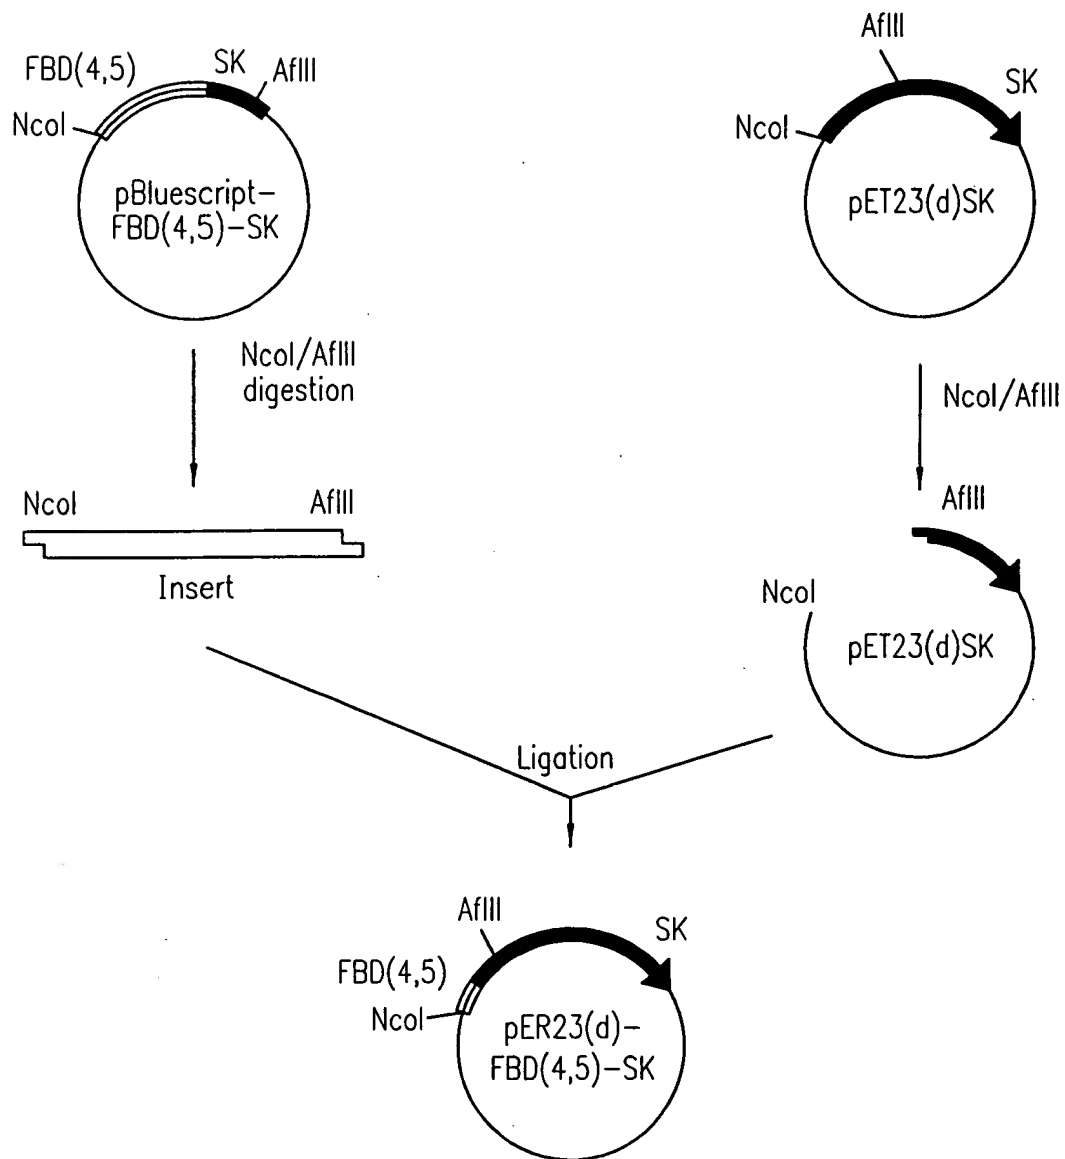 FBD(4,5)
SK
AflII
NcoI
pBluescript-
FBD(4,5)-SK
AflII
SK
NcoI
pET23(d)SK
NcoI/AflII
digestion
NcoI/AflII
NcoI
AflII
Insert
AflII
NcoI
pET23(d)SK
Ligation
AflII
SK
FBD(4,5)
NcoI
pER23(d)-
FBD(4,5)-SK